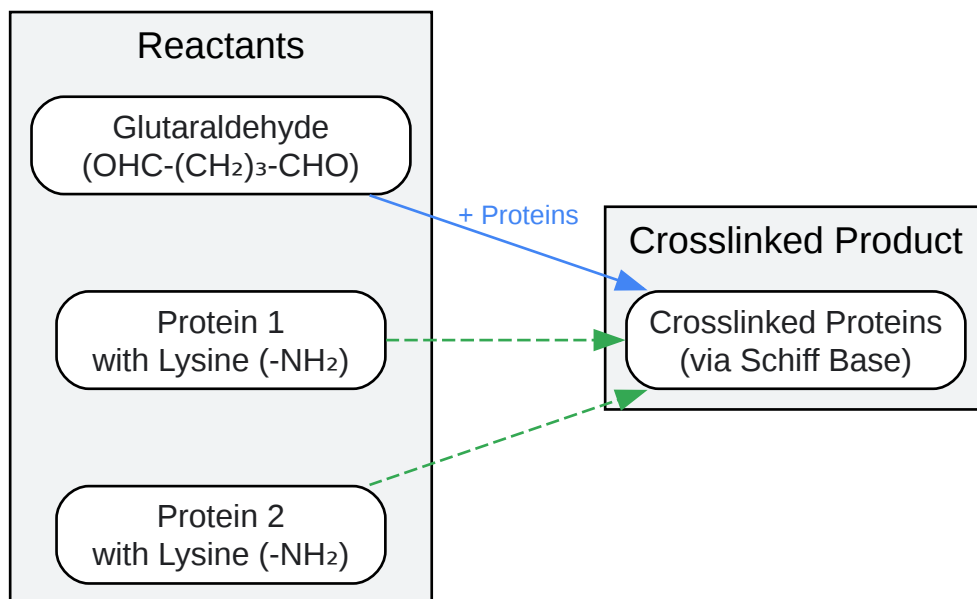 Reactants
Glutaraldehyde
(OHC-(CH₂)₃-CHO)
+ Proteins
Crosslinked Product
Protein 1
with Lysine (-NH₂)
Crosslinked Proteins
(via Schiff Base)
Protein 2
with Lysine (-NH₂)